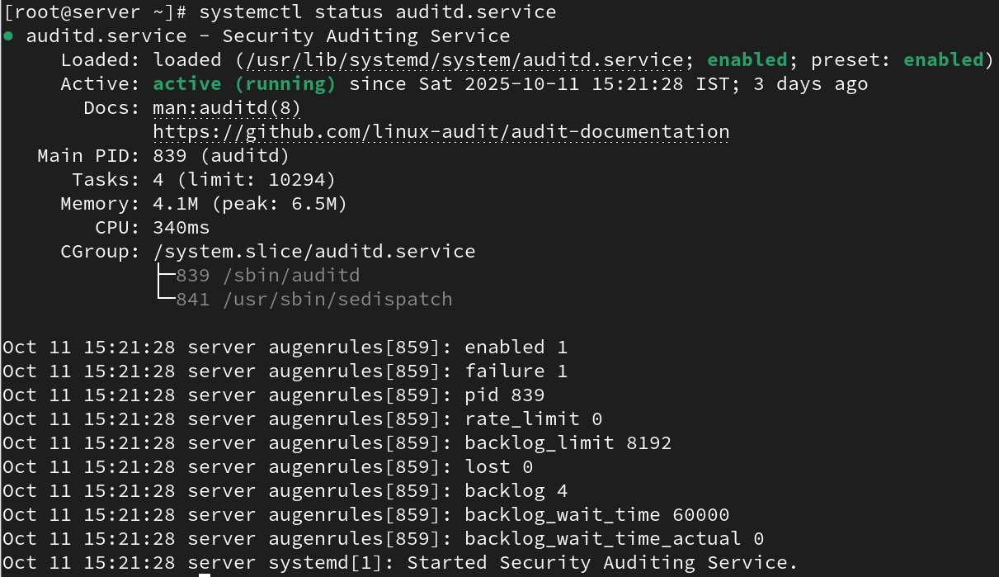 [root@server ~]# systemctl status auditd.service
● auditd.service - Security Auditing Service
     Loaded: loaded (/usr/lib/systemd/system/auditd.service; enabled; preset: enabled)
     Active: active (running) since Sat 2025-10-11 15:21:28 IST; 3 days ago
       Docs: man:auditd(8)
             https://github.com/linux-audit/audit-documentation
   Main PID: 839 (auditd)
      Tasks: 4 (limit: 10294)
     Memory: 4.1M (peak: 6.5M)
        CPU: 340ms
     CGroup: /system.slice/auditd.service
             ├─839 /sbin/auditd
             └─841 /usr/sbin/sedispatch

Oct 11 15:21:28 server augenrules[859]: enabled 1
Oct 11 15:21:28 server augenrules[859]: failure 1
Oct 11 15:21:28 server augenrules[859]: pid 839
Oct 11 15:21:28 server augenrules[859]: rate_limit 0
Oct 11 15:21:28 server augenrules[859]: backlog_limit 8192
Oct 11 15:21:28 server augenrules[859]: lost 0
Oct 11 15:21:28 server augenrules[859]: backlog 4
Oct 11 15:21:28 server augenrules[859]: backlog_wait_time 60000
Oct 11 15:21:28 server augenrules[859]: backlog_wait_time_actual 0
Oct 11 15:21:28 server systemd[1]: Started Security Auditing Service.